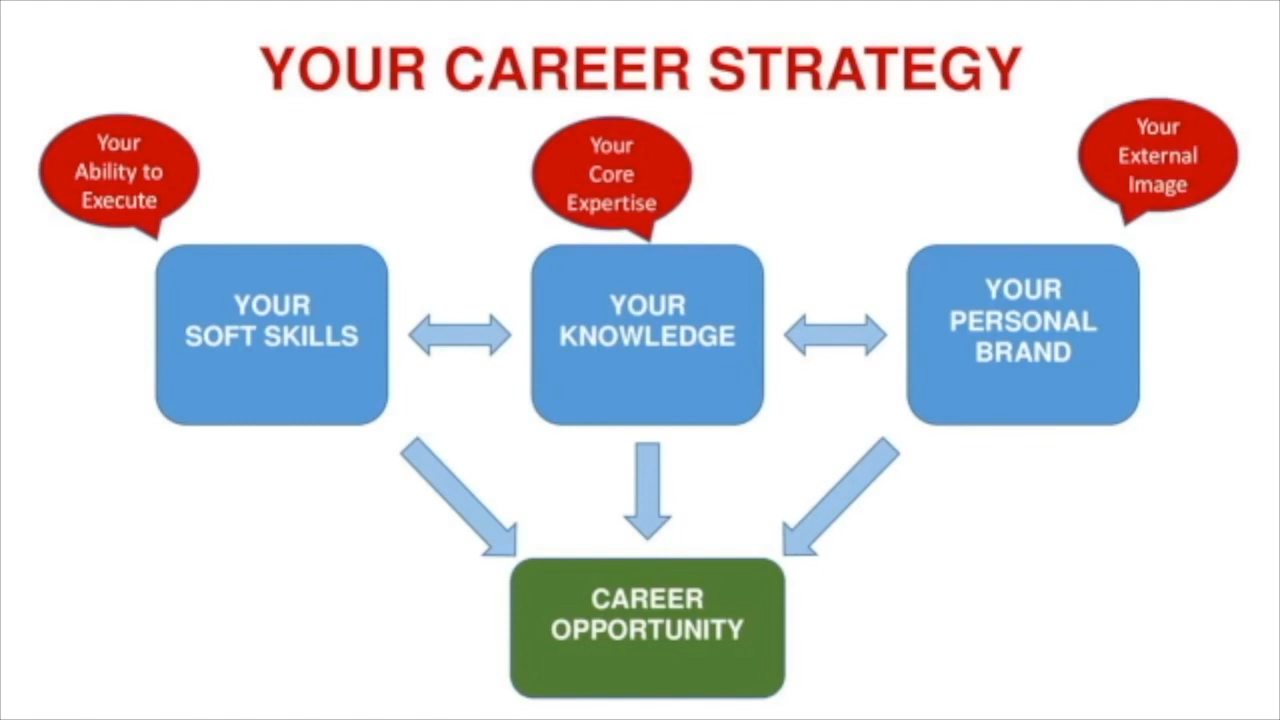 YOUR CAREER STRATEGY
Your
Ability to
Execute
Your
Core
Expertise
Your
External
Image
YOUR
SOFT SKILLS
YOUR
KNOWLEDGE
YOUR
PERSONAL
BRAND
CAREER
OPPORTUNITY